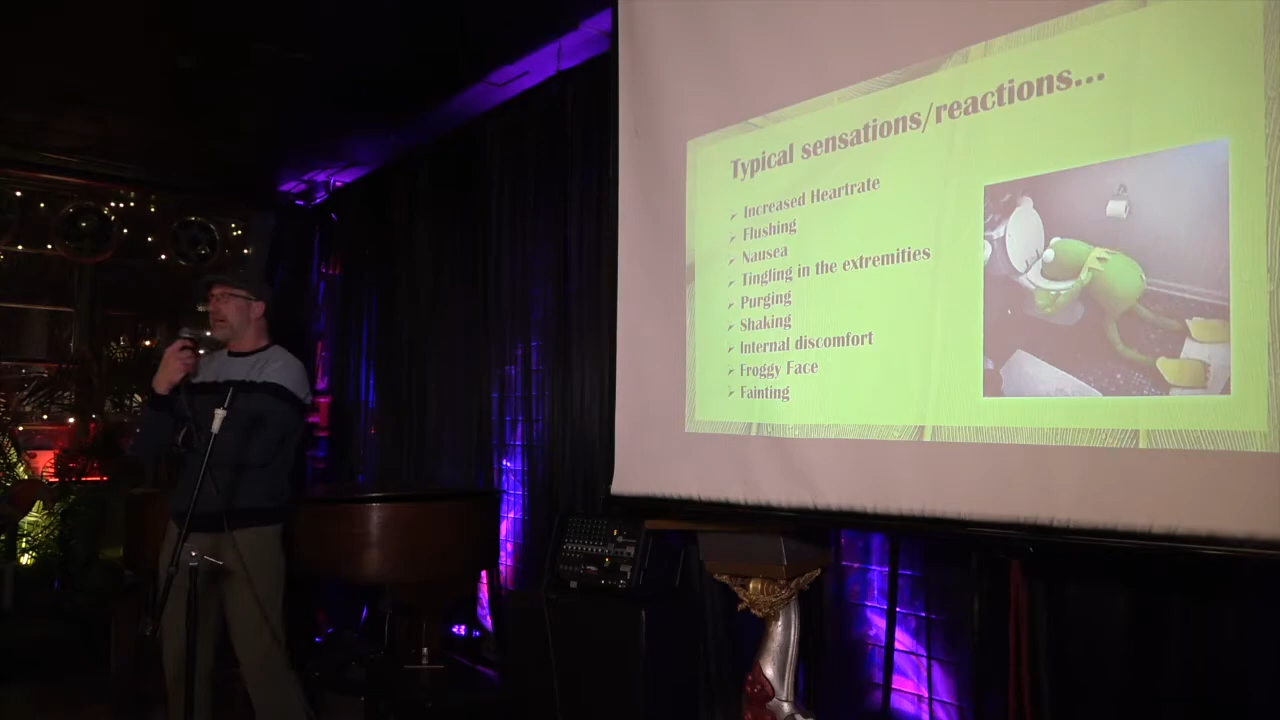 Typical sensations/reactions...
Increased Heartrate
Flushing
Nausea
Tingling in the extremities
Purging
Shaking
Internal discomfort
Froggy Face
Fainting